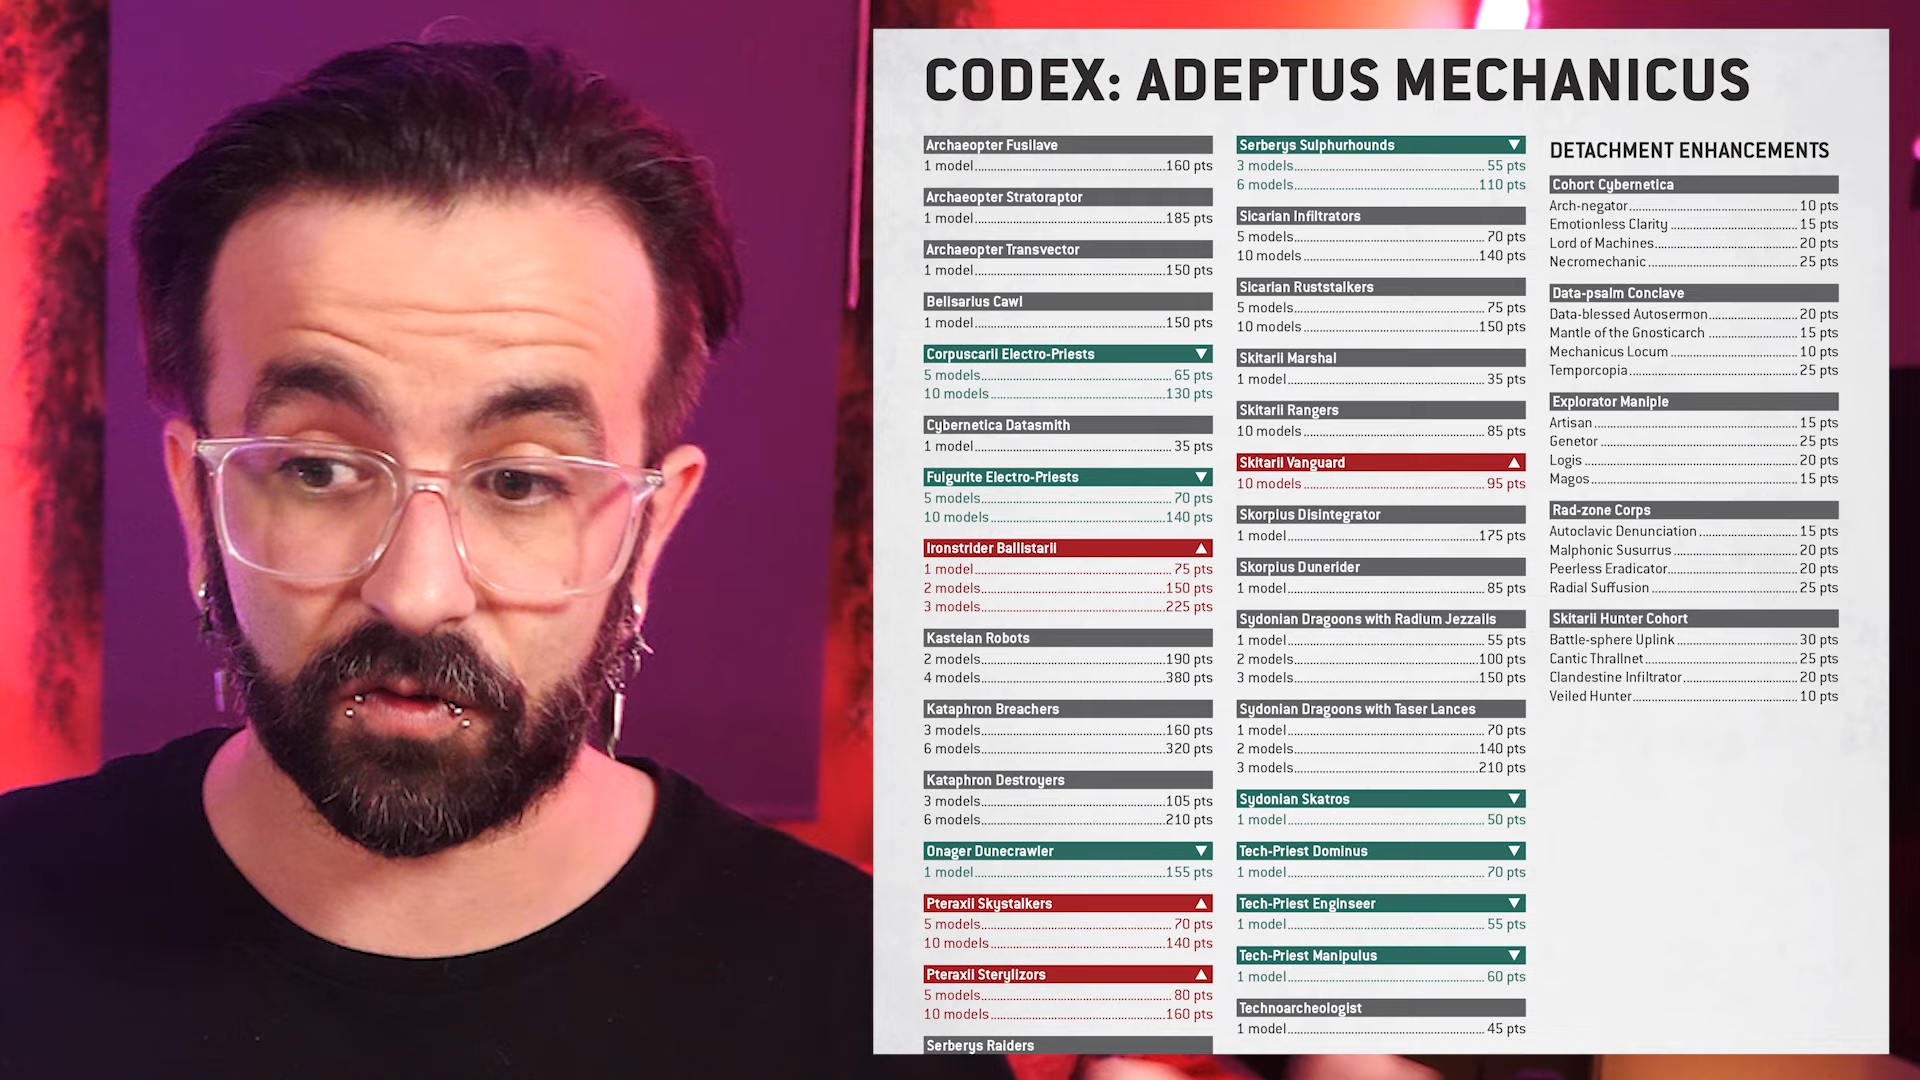 CODEX: ADEPTUS MECHANICUS
Archaeopter Fusilave
1 model 160 pts
Archaeopter Stratoraptor
1 model 185 pts
Archaeopter Transvector
1 model 150 pts
Belisarius Cawl
1 model 150 pts
Corpuscarii Electro-Priests ▼
5 models 65 pts
10 models 130 pts
Cybernetica Datasmith
1 model 35 pts
Fulgurite Electro-Priests ▼
5 models 70 pts
10 models 140 pts
Ironstrider Ballistarii ▲
1 model 75 pts
2 models 150 pts
3 models 225 pts
Kastelan Robots
2 models 190 pts
4 models 380 pts
Kataphron Breachers
3 models 160 pts
6 models 320 pts
Kataphron Destroyers
3 models 105 pts
6 models 210 pts
Onager Dunecrawler ▼
1 model 155 pts
Pteraxii Skystalkers ▲
5 models 70 pts
10 models 140 pts
Pteraxii Sterylizors ▲
5 models 80 pts
10 models 160 pts
Serberys Raiders
Serberys Sulphurhounds ▼
3 models 55 pts
6 models 110 pts
Sicarian Infiltrators
5 models 70 pts
10 models 140 pts
Sicarian Ruststalkers
5 models 75 pts
10 models 150 pts
Skitarii Marshal
1 model 35 pts
Skitarii Rangers
10 models 85 pts
Skitarii Vanguard ▲
10 models 95 pts
Skorpius Disintegrator
1 model 175 pts
Skorpius Dunerider
1 model 85 pts
Sydonian Dragoons with Radium Jezzails
1 model 55 pts
2 models 100 pts
3 models 150 pts
Sydonian Dragoons with Taser Lances
1 model 70 pts
2 models 140 pts
3 models 210 pts
Sydonian Skatros ▼
1 model 50 pts
Tech-Priest Dominus ▼
1 model 70 pts
Tech-Priest Enginseer ▼
1 model 55 pts
Tech-Priest Manipulus ▼
1 model 60 pts
Technoarcheologist
1 model 45 pts
DETACHMENT ENHANCEMENTS
Cohort Cybernetica
Arch-negator 10 pts
Emotionless Clarity 15 pts
Lord of Machines 20 pts
Necromechanic 25 pts
Data-psalm Conclave
Data-blessed Autosermon 20 pts
Mantle of the Gnosticarch 15 pts
Mechanicus Locum 10 pts
Temporcopia 25 pts
Explorator Maniple
Artisan 15 pts
Genetor 25 pts
Logis 20 pts
Magos 15 pts
Rad-zone Corps
Autoclavic Denunciation 15 pts
Malphonic Susurrus 20 pts
Peerless Eradicator 20 pts
Radial Suffusion 25 pts
Skitarii Hunter Cohort
Battle-sphere Uplink 30 pts
Cantic Thrallnet 25 pts
Clandestine Infiltrator 20 pts
Veiled Hunter 10 pts